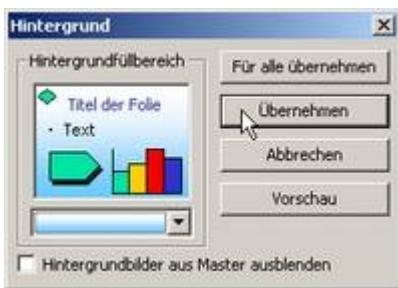 Hintergrund
Hintergrundfüllbereich
Titel der Folie
· Text
Für alle übernehmen
Übernehmen
Abbrechen
Vorschau
Hintergrundbilder aus Master ausblenden